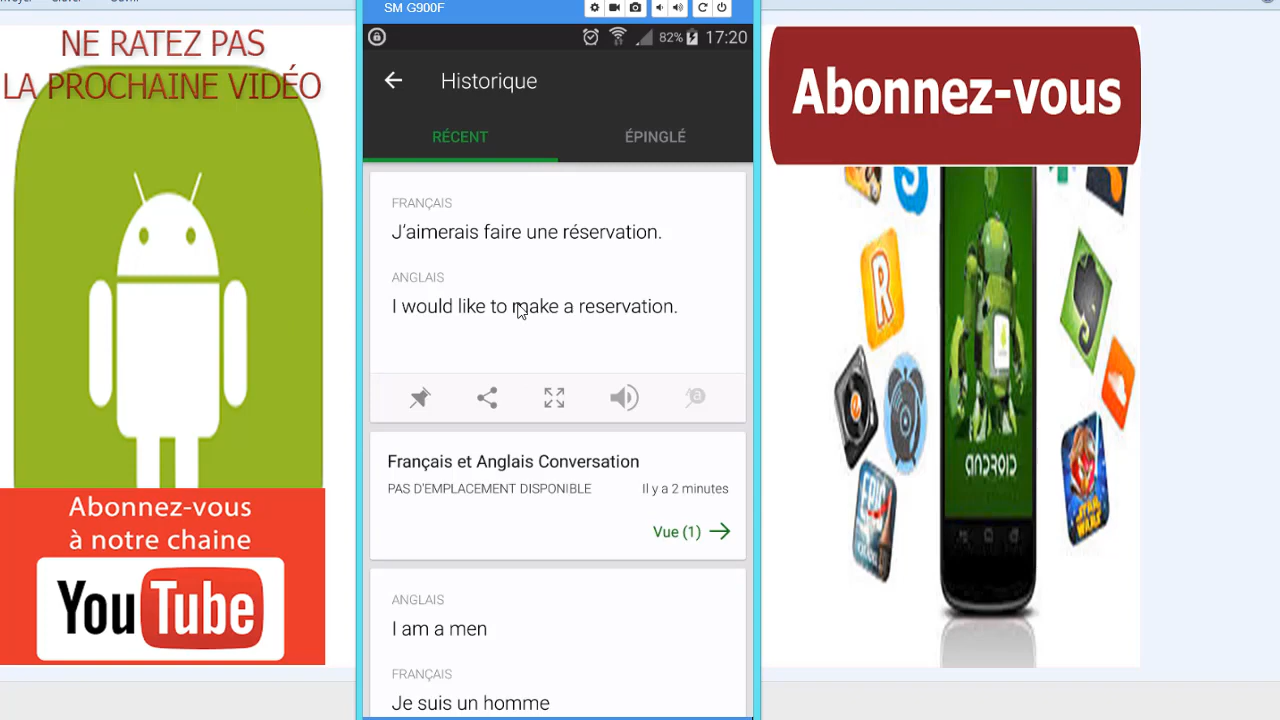 SM G900F
NE RATEZ PAS
LA PROCHAINE VIDÉO
82% 17:20
Historique
RÉCENT
ÉPINGLÉ
FRANÇAIS
J'aimerais faire une réservation.
ANGLAIS
I would like to make a reservation.
Français et Anglais Conversation
PAS D'EMPLACEMENT DISPONIBLE
Il y a 2 minutes
Vue (1)
ANGLAIS
I am a men
FRANÇAIS
Je suis un homme
Abonnez-vous
à notre chaine
YouTube
Abonnez-vous
ANDROID